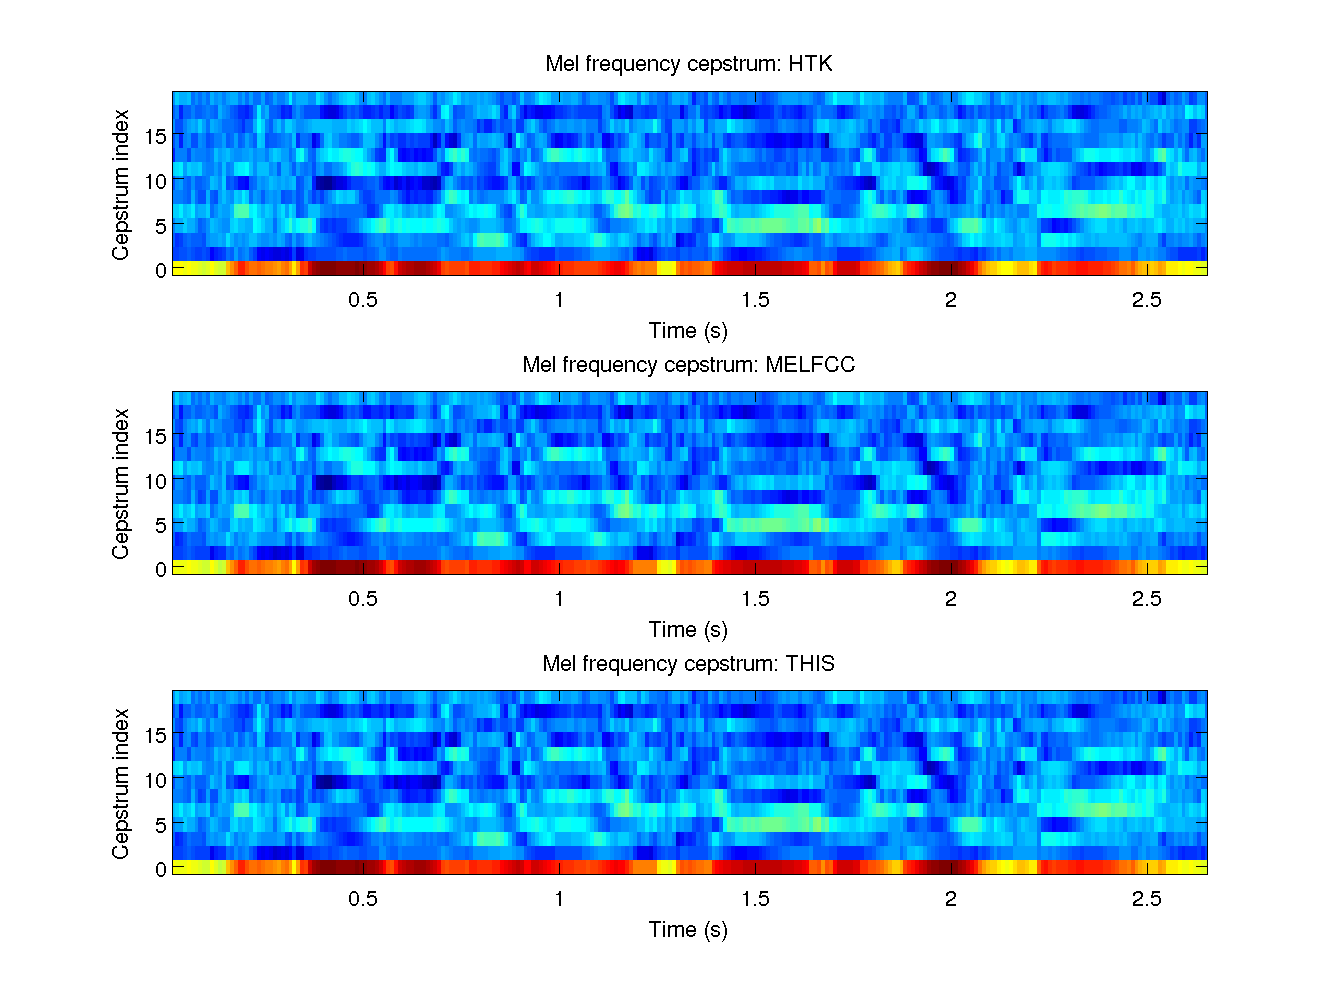 Mel frequency cepstrum: HTK
Cepstrum index
15
10
5
0
0.5 1 1.5 2 2.5
Time (s)
Mel frequency cepstrum: MELFCC
Cepstrum index
15
10
5
0
0.5 1 1.5 2 2.5
Time (s)
Mel frequency cepstrum: THIS
Cepstrum index
15
10
5
0
0.5 1 1.5 2 2.5
Time (s)